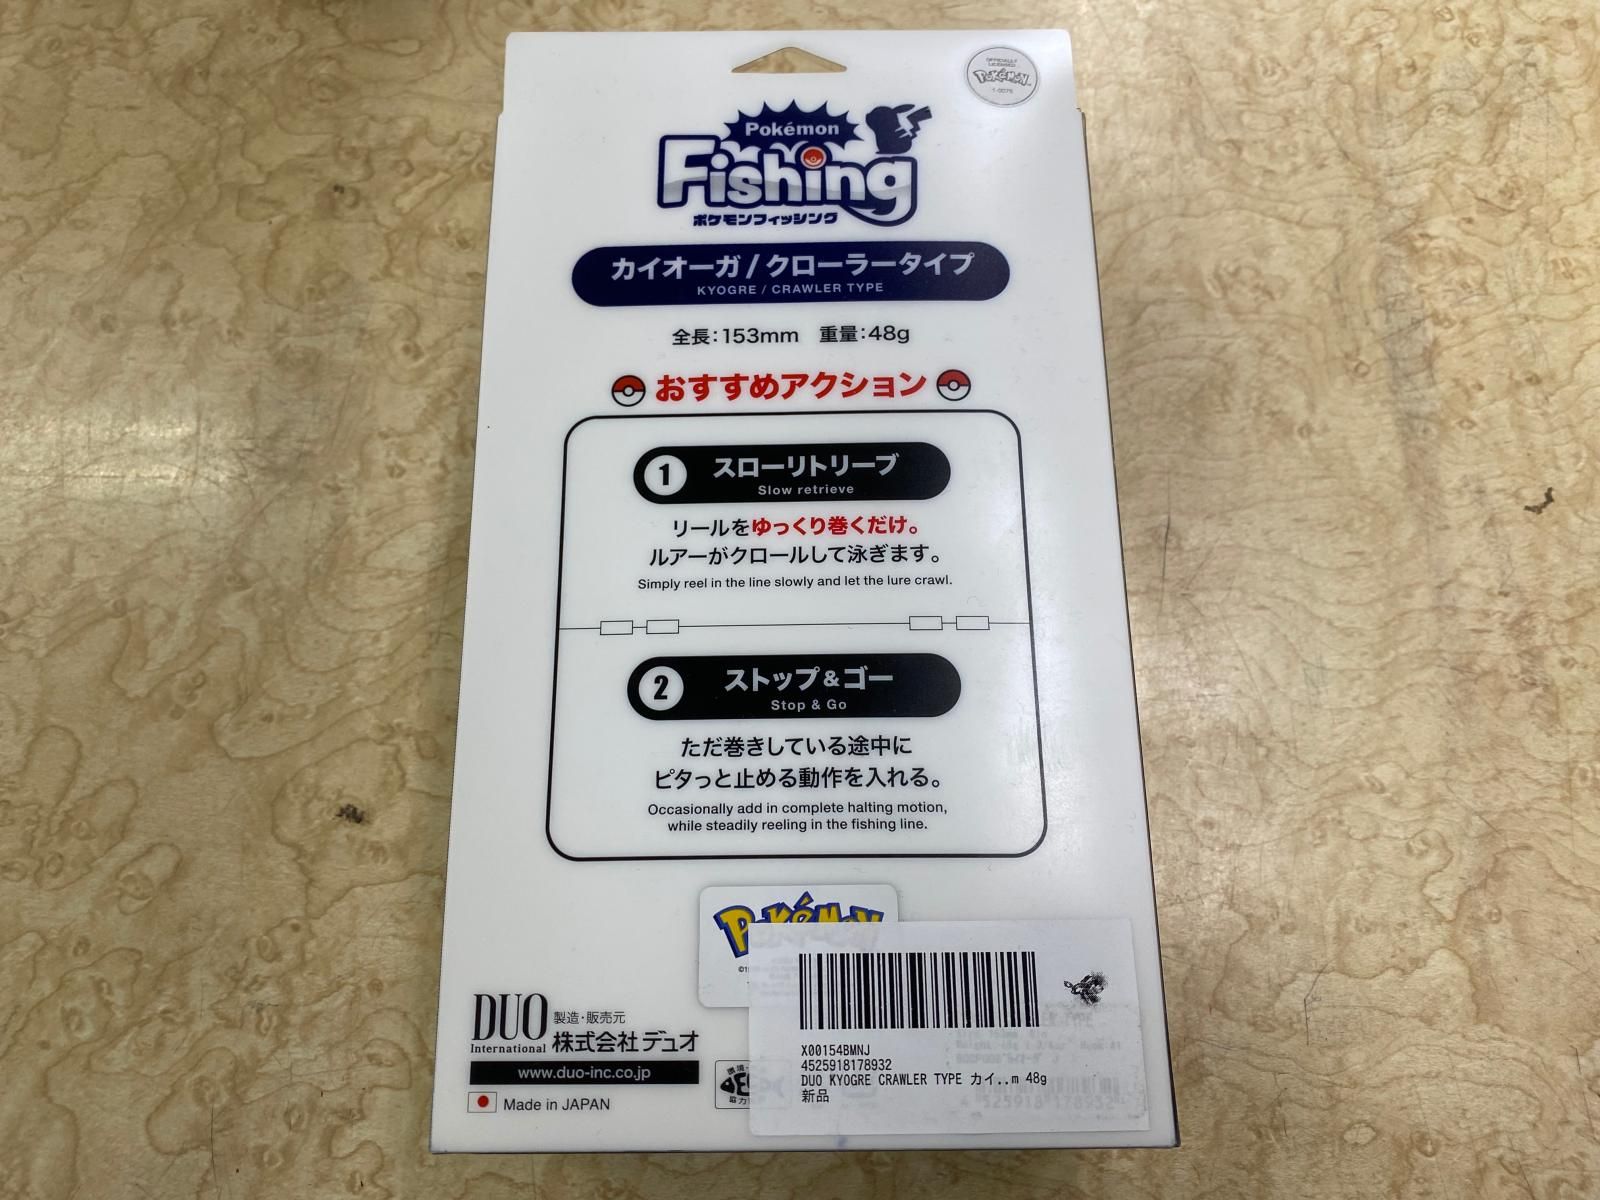 OFFICIALLY
LICENSED
Pokémon
Pokémon
Fishing
ポケモンフィッシング
カイオーガ/クローラータイプ
KYOGRE / CRAWLER TYPE
全長:153mm 重量:48g
おすすめアクション
1 スローリトリーブ
Slow retrieve
リールをゆっくり巻くだけ。
ルアーがクロールして泳ぎます。
Simply reel in the line slowly and let the lure crawl.
2 ストップ&ゴー
Stop & Go
ただ巻きしている途中に
ピタっと止める動作を入れる。
Occasionally add in complete halting motion,
while steadily reeling in the fishing line.
Pokémon
DUO
International
製造・販売元
株式会社デュオ
www.duo-inc.co.jp
Made in JAPAN
X00154BMNJ
4525918178932
DUO KYOGRE CRAWLER TYPE カイ..m 48g
新品